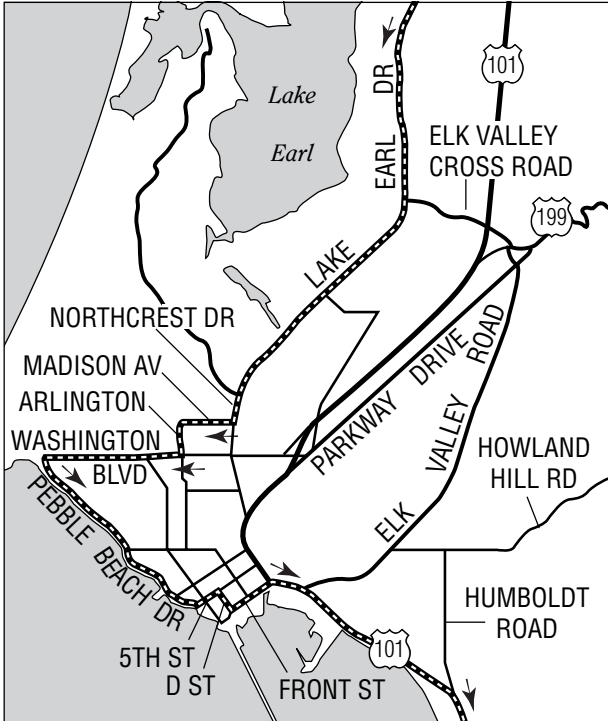 101
Lake
Earl
EARL DR
ELK VALLEY
CROSS ROAD
199
LAKE
NORTHCREST DR
MADISON AV
ARLINGTON
WASHINGTON
BLVD
PARKWAY DRIVE
ELK VALLEY ROAD
HOWLAND
HILL RD
PEBBLE BEACH DR
HUMBOLDT
ROAD
5TH ST
D ST
FRONT ST
101